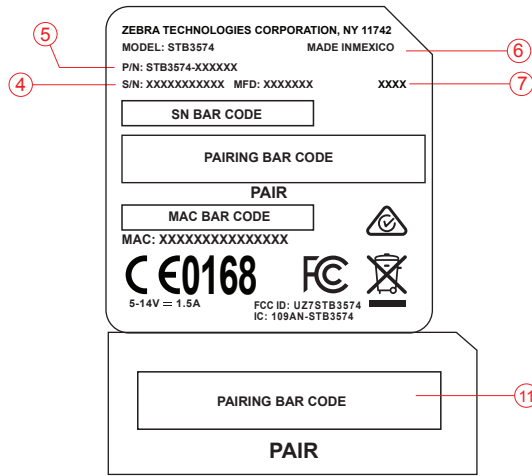 ZEBRA TECHNOLOGIES CORPORATION, NY 11742
MODEL: STB3574 MADE INMEXICO
5 6
P/N: STB3574-XXXXXX
4 S/N: XXXXXXXXXXX MFD: XXXXXXX XXXX 7
SN BAR CODE
PAIRING BAR CODE
PAIR
MAC BAR CODE
MAC: XXXXXXXXXXXXXXX
CE0168 FC
5-14V ⎓ 1.5A FCC ID: UZ7STB3574
IC: 109AN-STB3574
PAIRING BAR CODE 11
PAIR